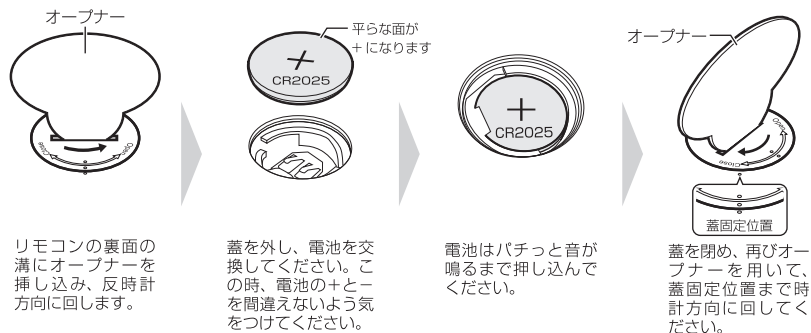 オープナー
Close
Open
リモコンの裏面の
溝にオープナーを
挿し込み、反時計
方向に回します。
平らな面が
+ になります
+
CR2025
蓋を外し、電池を交
換してください。こ
の時、電池の+と−
を間違えないよう気
をつけてください。
+
CR2025
電池はパチっと音が
鳴るまで押し込んで
ください。
オープナー
Open
Close
蓋固定位置
蓋を閉め、再びオー
プナーを用いて、
蓋固定位置まで時
計方向に回してく
ださい。